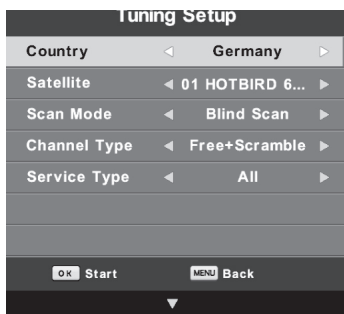 Tuning Setup
Country Germany
Satellite 01 HOTBIRD 6...
Scan Mode Blind Scan
Channel Type Free+Scramble
Service Type All
OK Start MENU Back